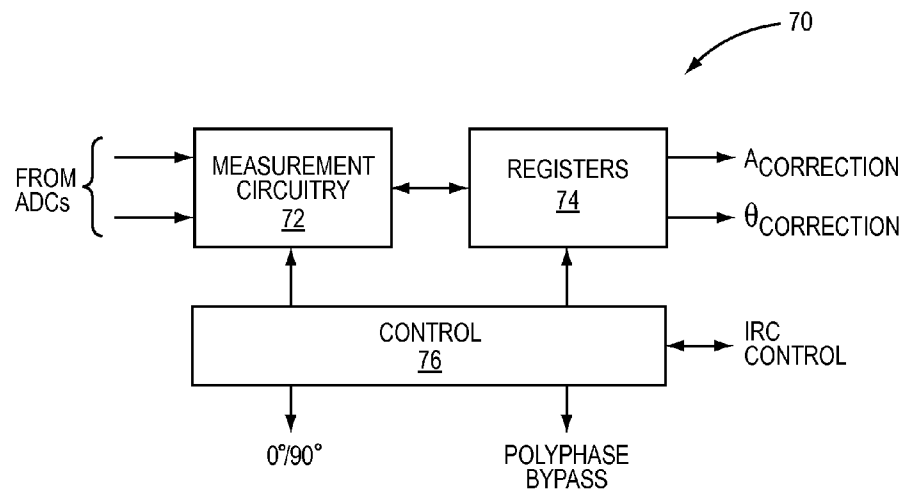 70
FROM
ADCs
MEASUREMENT
CIRCUITRY
72
REGISTERS
74
ACORRECTION
θCORRECTION
CONTROL
76
IRC
CONTROL
0°/90°
POLYPHASE
BYPASS